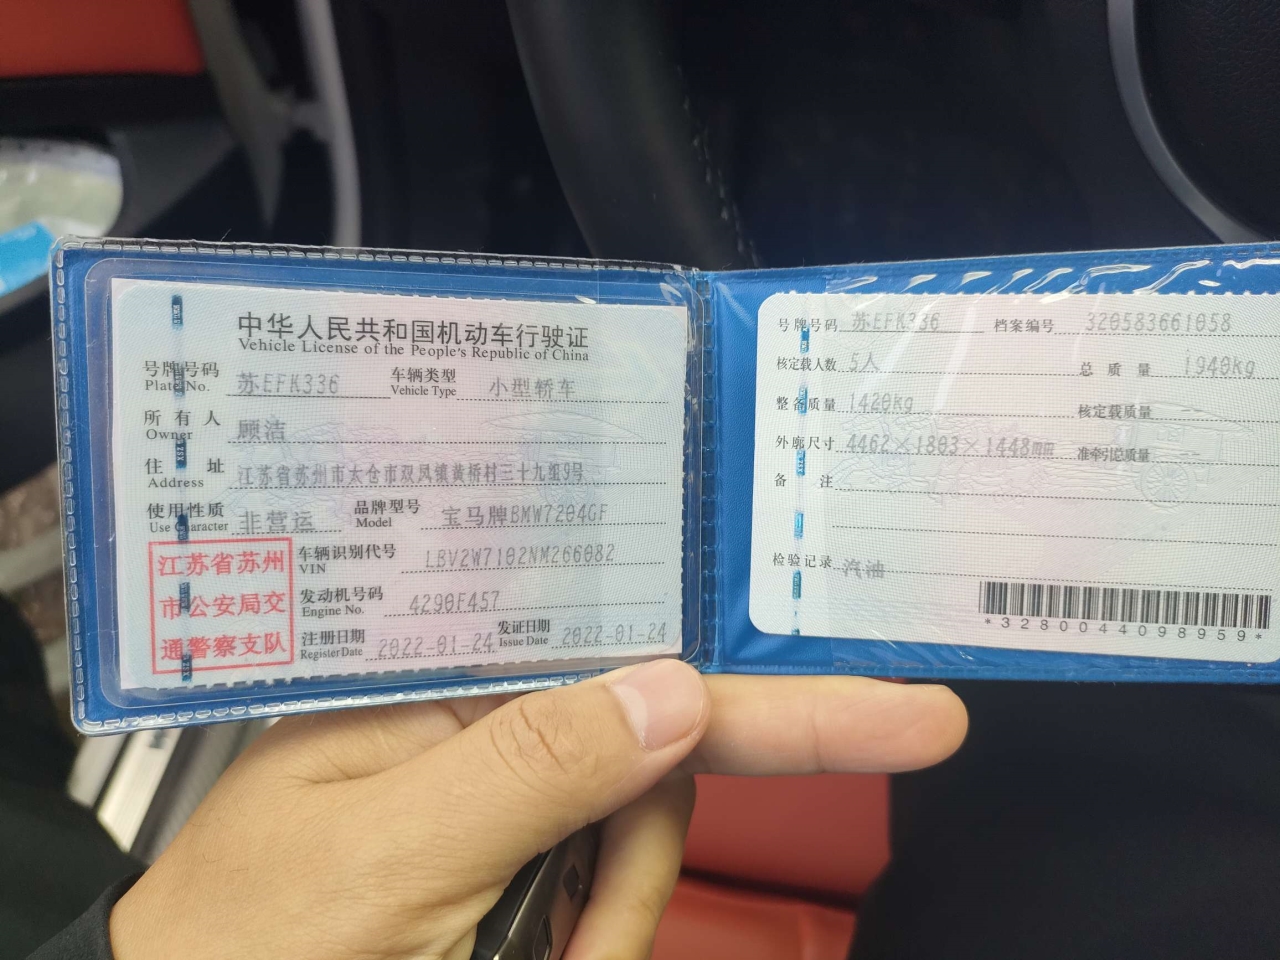 中华人民共和国机动车行驶证
Vehicle License of the People's Republic of China
号牌号码 苏EFK336 车辆类型 小型轿车
Plate No. Vehicle Type
所有人 顾洁
Owner
住址 江苏省苏州市太仓市双凤镇黄桥村三十九组9号
Address
使用性质 非营运 品牌型号 宝马牌BMW7204GF
Use Character Model
江苏省苏州
市公安局交
通警察支队
车辆识别代号 LBV2W7102NM266082
VIN
发动机号码 4290F457
Engine No.
注册日期 2022-01-24 发证日期 2022-01-24
Register Date Issue Date
号牌号码 苏EFK336 档案编号 320583661058
核定载人数 5人 总质量 1940kg
整备质量 1420kg 核定载质量 --
外廓尺寸 4462×1803×1448mm 准牵引总质量 --
备注
检验记录 汽油
*3280044098959*